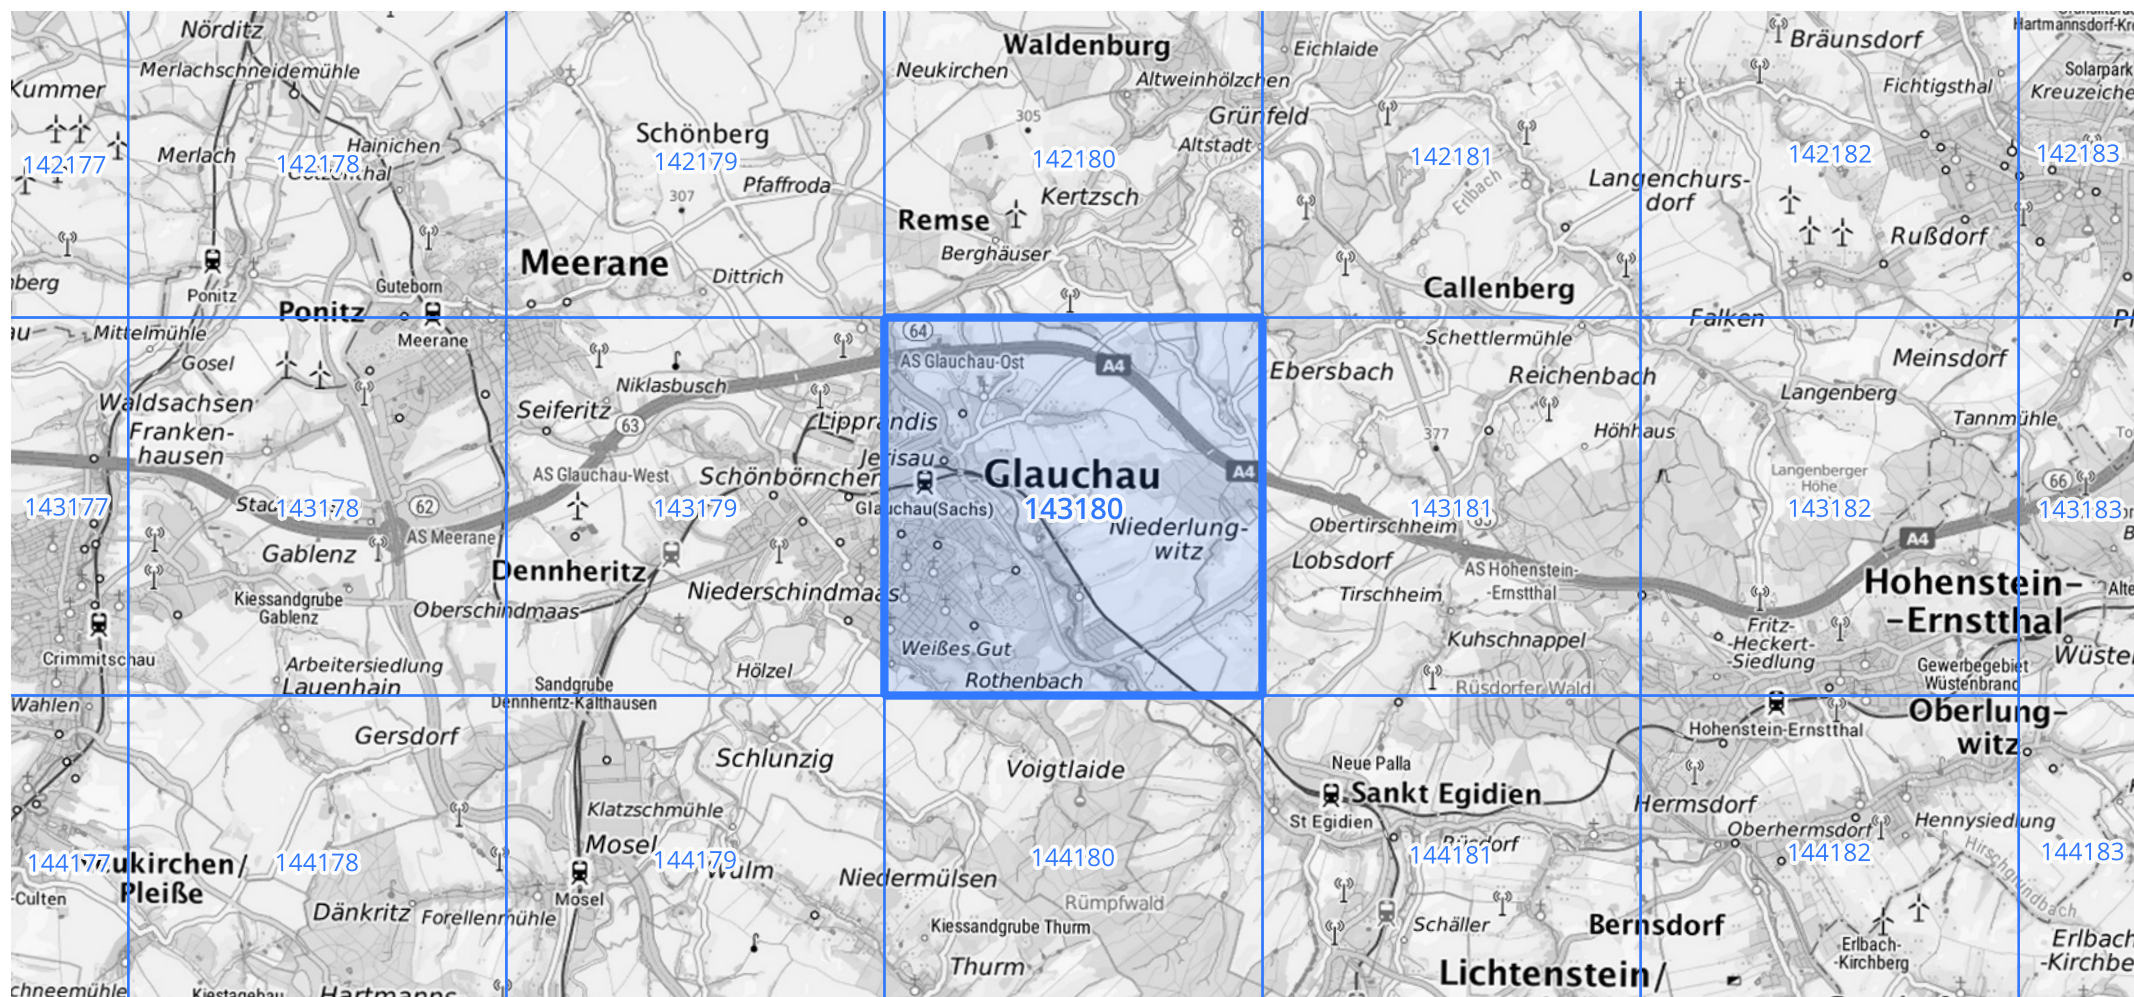 Nörditz
Merlachschneidemühle
Kummer
Merlach
Hainichen
142177
142178
Ponitz
Guteborn
Ponitz
Meerane
Schönberg
142179
Pfaffroda
307
Meerane
Dittrich
Waldenburg
Neukirchen
Altweinhölzchen
305
Grünfeld
Altstadt
142180
Kertzsch
Remse
Berghäuser
Eichlaide
142181
Erlbach
Callenberg
Bräunsdorf
Fichtigsthal
142182
Langenchurs-
dorf
Rußdorf
Falken
Hartmannsdorf-Kre
Solarpark
Kreuzeiche
142183
Mittelmühle
Gosel
Waldsachsen
Franken-
hausen
143177
143178
62
AS Meerane
Gablenz
Kiessandgrube
Gablenz
Oberschindmaas
Crimmitschau
Arbeitersiedlung
Lauenhain
Niklasbusch
Seiferitz
63
Lipprandis
AS Glauchau-West
Schönbörnchen
143179
Dennheritz
Niederschindmaas
Hölzel
Sandgrube
Dennheritz-Kalthausen
64
AS Glauchau-Ost
A4
Jerisau
Glauchau
A4
Glauchau(Sachs)
143180
Niederlung-
witz
Weißes Gut
Rothenbach
Schettlermühle
Ebersbach
Reichenbach
377
Höhhaus
143181
Obertirschheim
Lobsdorf
AS Hohenstein-
-Ernstthal
Tirschheim
Kuhschnappel
Rüsdorfer Wald
Meinsdorf
Langenberg
Tannmühle
Langenberger
Höhe
66
143182
143183
A4
Hohenstein-
-Ernstthal
Fritz-
-Heckert-
-Siedlung
Gewerbegebiet
Wüstenbrand
Wahlen
144177
Pleiße
-Culten
Gersdorf
144178
Dänkritz
Forellenmühle
Schlunzig
Klatzschmühle
Mosel
144179
Wulm
Mosel
Voigtlaide
144180
Niedermülsen
Rümpfwald
Kiessandgrube Thurm
Thurm
Neue Palla
Sankt Egidien
St Egidien
Rüsdorf
144181
Schäller
Bernsdorf
Lichtenstein/
Hohenstein-Ernstthal
Oberlung-
witz
Hermsdorf
Oberhermsdorf
Hennysiedlung
144182
144183
Hirschgrundbach
Erlbach-
-Kirchberg
Erlbach
-Kirchbe